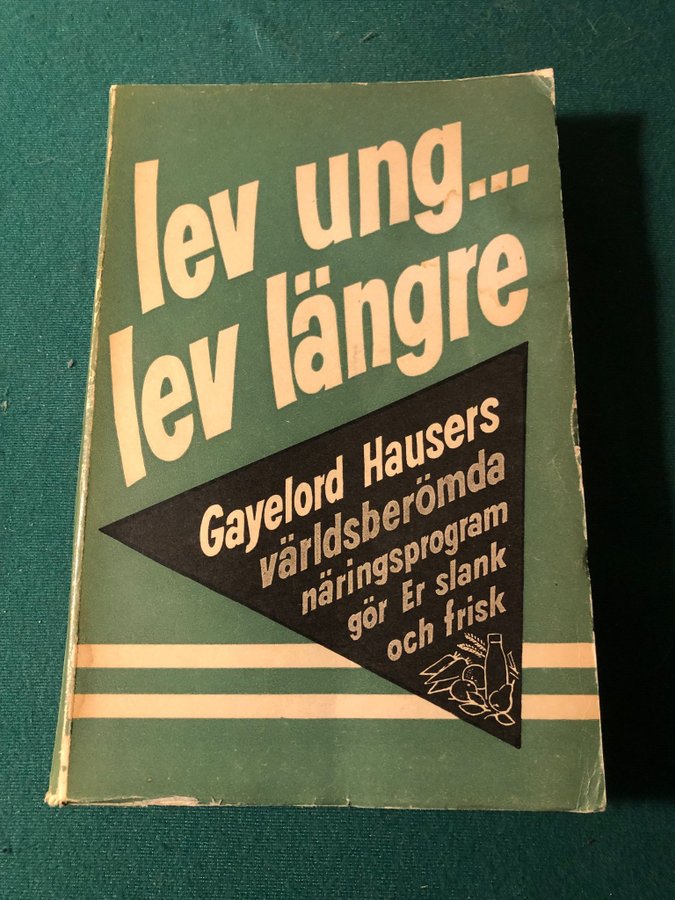 lev ung...
lev längre
Gayelord Hausers
världsberömda
näringsprogram
gör Er slank
och frisk